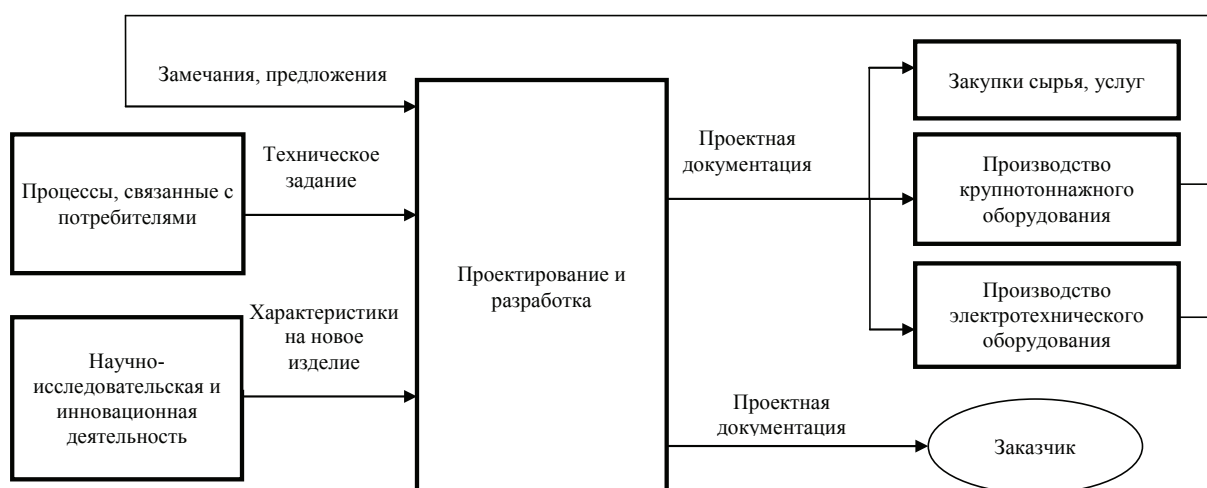 Замечания, предложения
Закупки сырья, услуг
Процессы, связанные с
потребителями
Техническое
задание
Проектная
документация
Производство
крупнотоннажного
оборудования
Проектирование и
разработка
Производство
электротехнического
оборудования
Научно-
исследовательская и
инновационная
деятельность
Характеристики
на новое
изделие
Проектная
документация
Заказчик